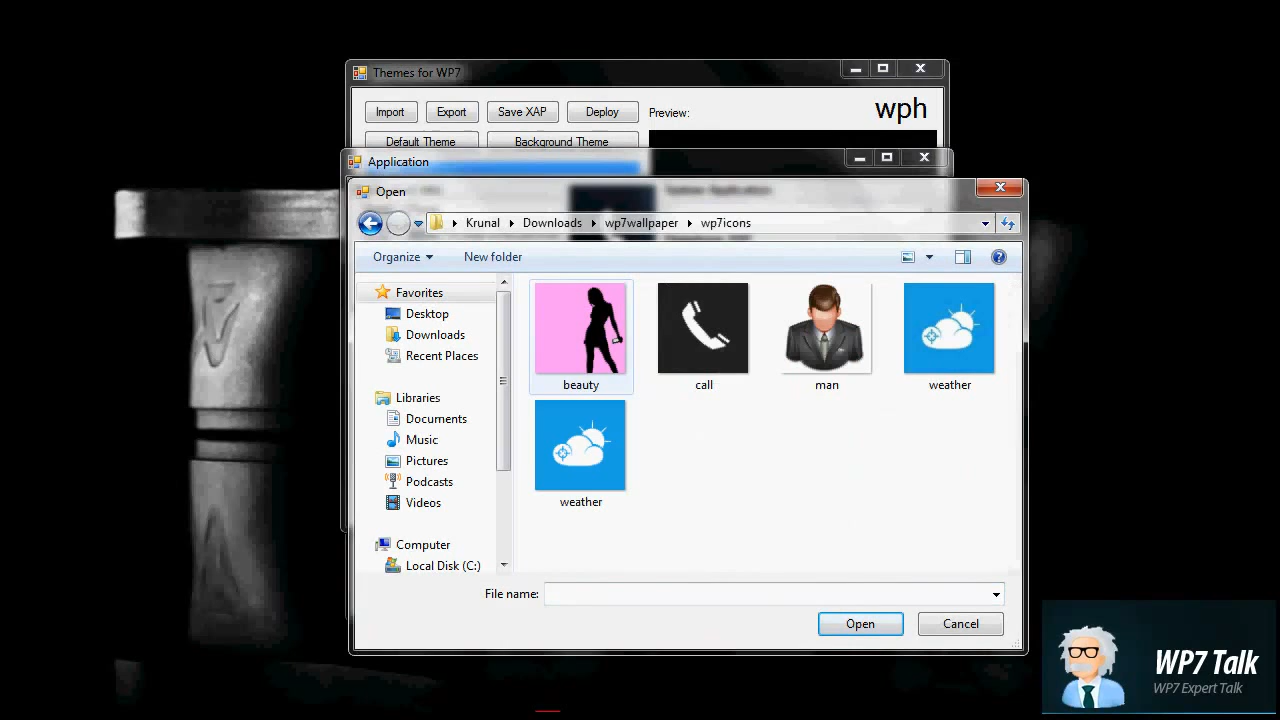 Themes for WP7
Import Export Save XAP Deploy Preview: wph
Default Theme Background Theme
Application
Open
Krunal Downloads wp7wallpaper wp7icons
Organize New folder
Favorites
Desktop
Downloads
Recent Places
Libraries
Documents
Music
Pictures
Podcasts
Videos
Computer
Local Disk (C:)
beauty call man weather
weather
File name:
Open Cancel
WP7 Talk
WP7 Expert Talk